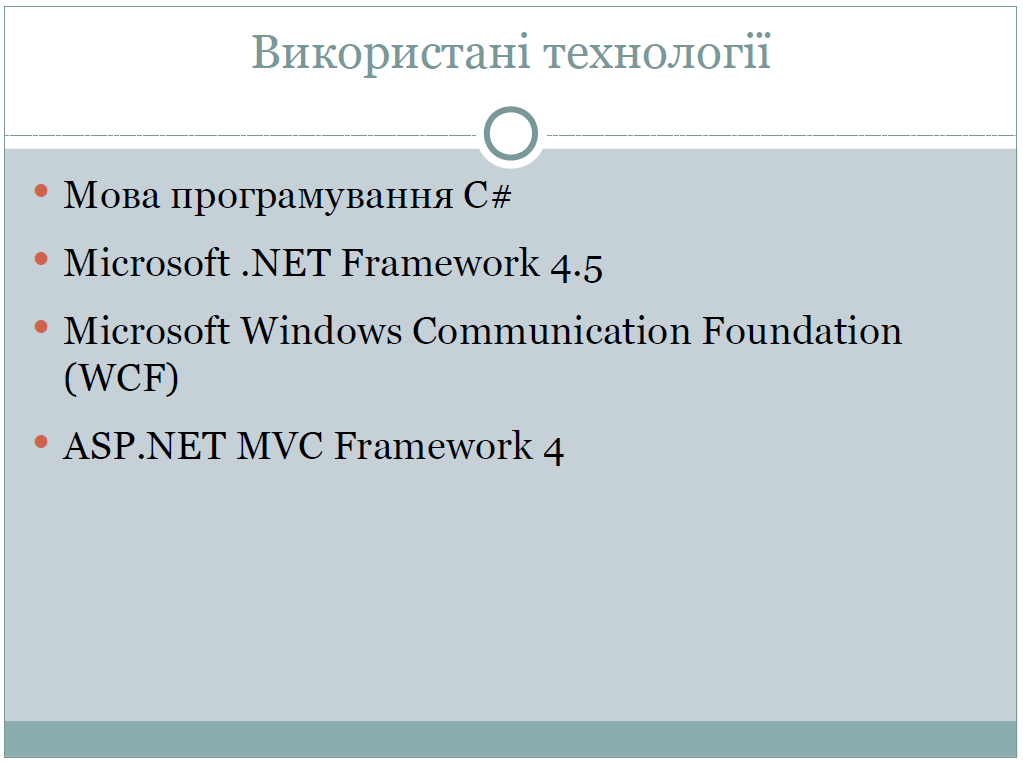 Використані технології
• Мова програмування C#
• Microsoft .NET Framework 4.5
• Microsoft Windows Communication Foundation
(WCF)
• ASP.NET MVC Framework 4